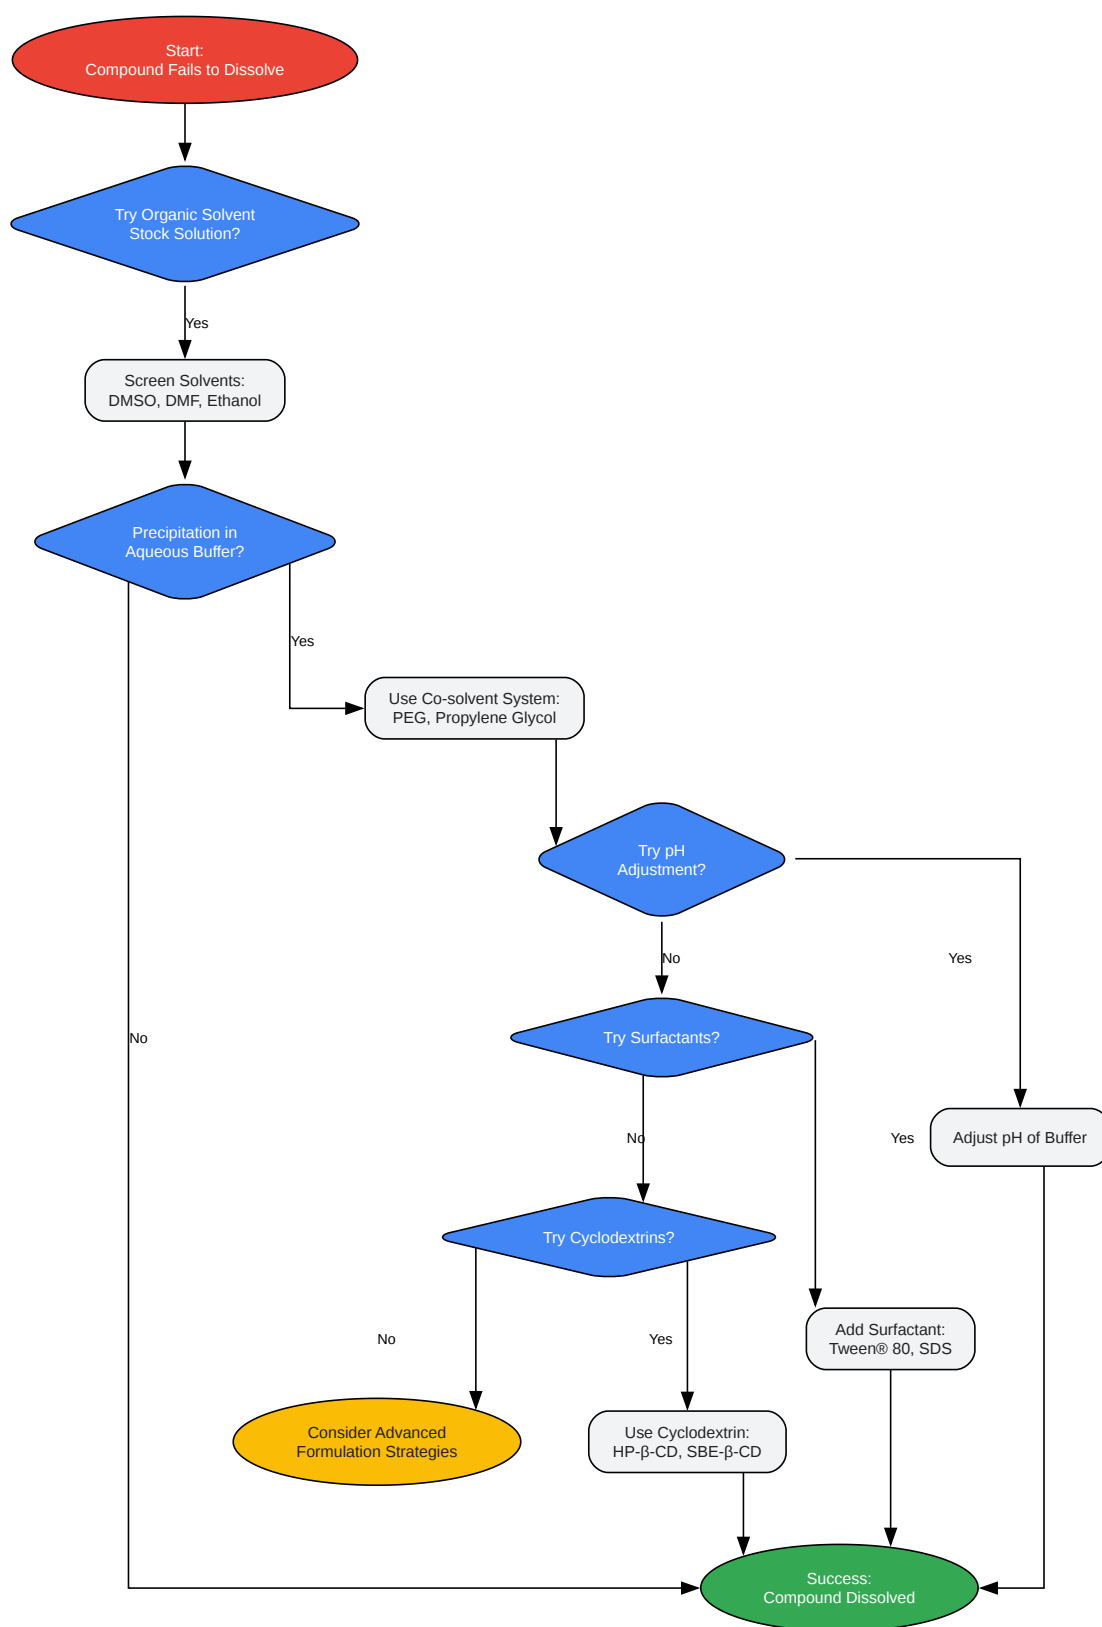 Start:
Compound Fails to Dissolve
Try Organic Solvent
Stock Solution?
Yes
Screen Solvents:
DMSO, DMF, Ethanol
Precipitation in
Aqueous Buffer?
Yes
Use Co-solvent System:
PEG, Propylene Glycol
Try pH
Adjustment?
No
Yes
Try Surfactants?
No
No
Yes
Adjust pH of Buffer
Try Cyclodextrins?
No
Yes
Add Surfactant:
Tween® 80, SDS
Consider Advanced
Formulation Strategies
Use Cyclodextrin:
HP-β-CD, SBE-β-CD
Success:
Compound Dissolved